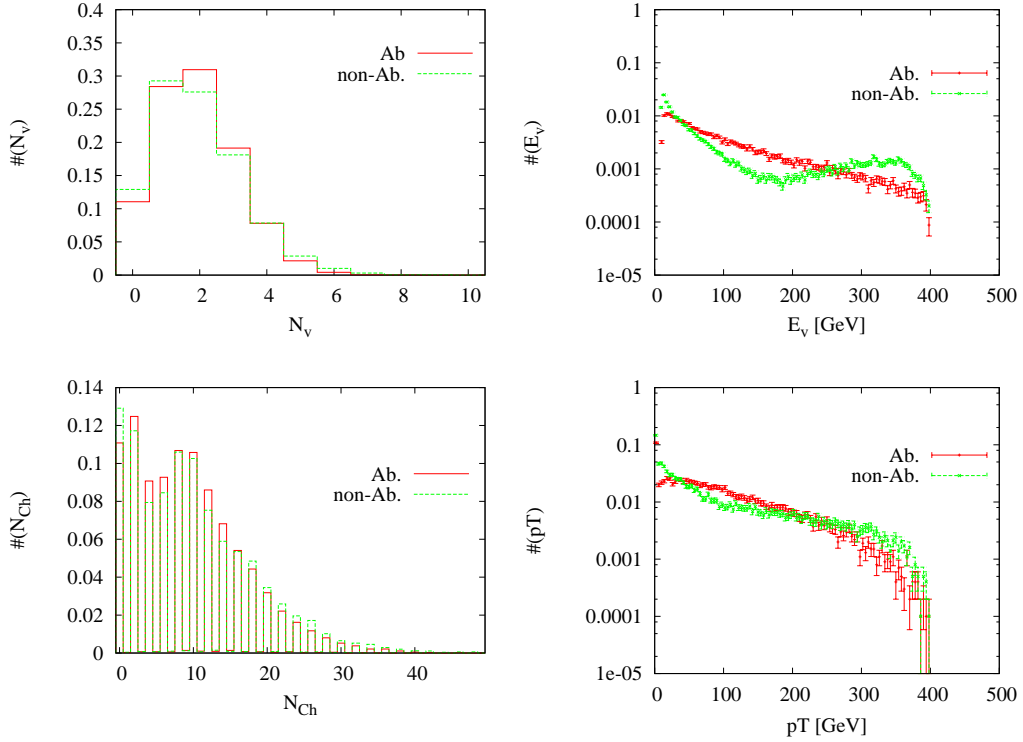 0.4
0.35
0.3
0.25
0.2
0.15
0.1
0.05
0
#(N_v)
Ab
non-Ab.
0 2 4 6 8 10
N_v
1
0.1
0.01
0.001
0.0001
1e-05
#(E_v)
Ab.
non-Ab.
0 100 200 300 400 500
E_v [GeV]
0.14
0.12
0.1
0.08
0.06
0.04
0.02
0
#(N_Ch)
Ab.
non-Ab.
0 10 20 30 40
N_Ch
1
0.1
0.01
0.001
0.0001
1e-05
#(pT)
Ab.
non-Ab.
0 100 200 300 400 500
pT [GeV]